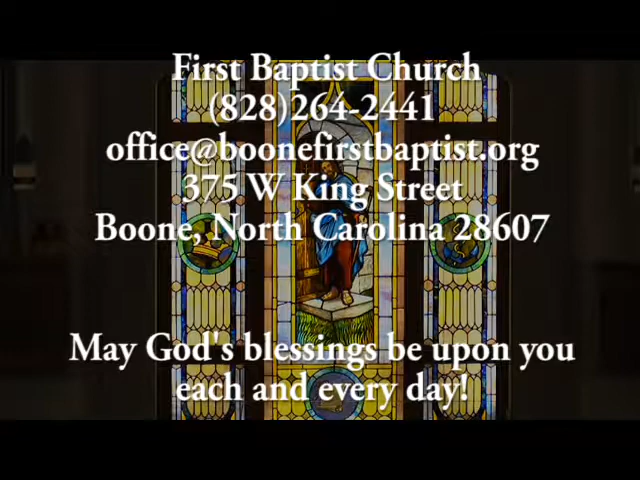 First Baptist Church
(828)264-2441
office@boonefirstbaptist.org
375 W King Street
Boone, North Carolina 28607
May God's blessings be upon you
each and every day!